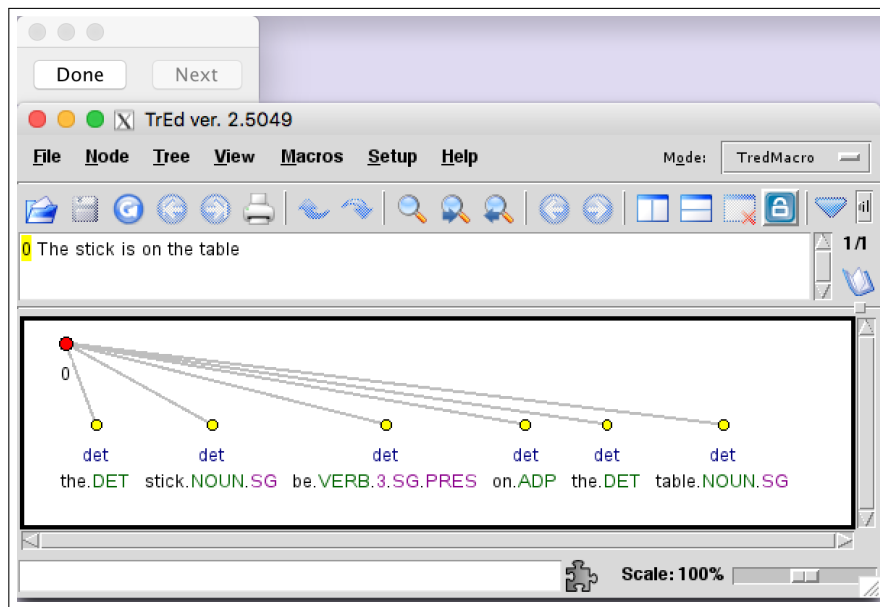 Done Next
TrEd ver. 2.5049
File Node Tree View Macros Setup Help Mode: TredMacro
0 The stick is on the table
1/1
0
det det det det det det
the.DET stick.NOUN.SG be.VERB.3.SG.PRES on.ADP the.DET table.NOUN.SG
Scale: 100%